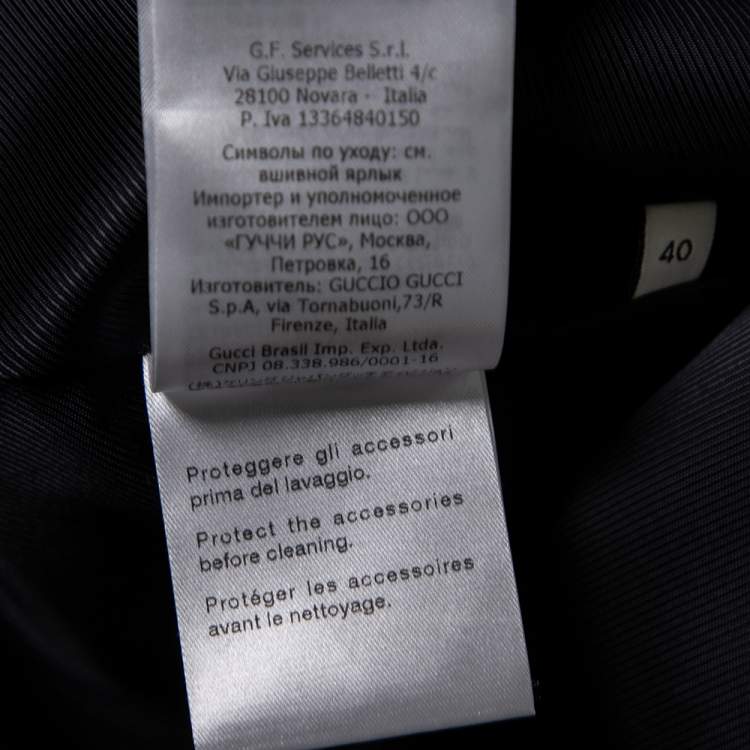 G.F. Services S.r.l.
Via Giuseppe Belletti 4/c
28100 Novara - Italia
P. Iva 13364840150
Символы по уходу: см.
вшивной ярлык
Импортер и уполномоченное
изготовителем лицо: ООО
«ГУЧЧИ РУС», Москва,
Петровка, 16
Изготовитель: GUCCIO GUCCI
S.p.A, via Tornabuoni,73/R
Firenze, Italia
Gucci Brasil Imp. Exp. Ltda.
CNPJ 08.338.986/0001-16
40
Proteggere gli accessori
prima del lavaggio.
Protect the accessories
before cleaning.
Protéger les accessoires
avant le nettoyage.